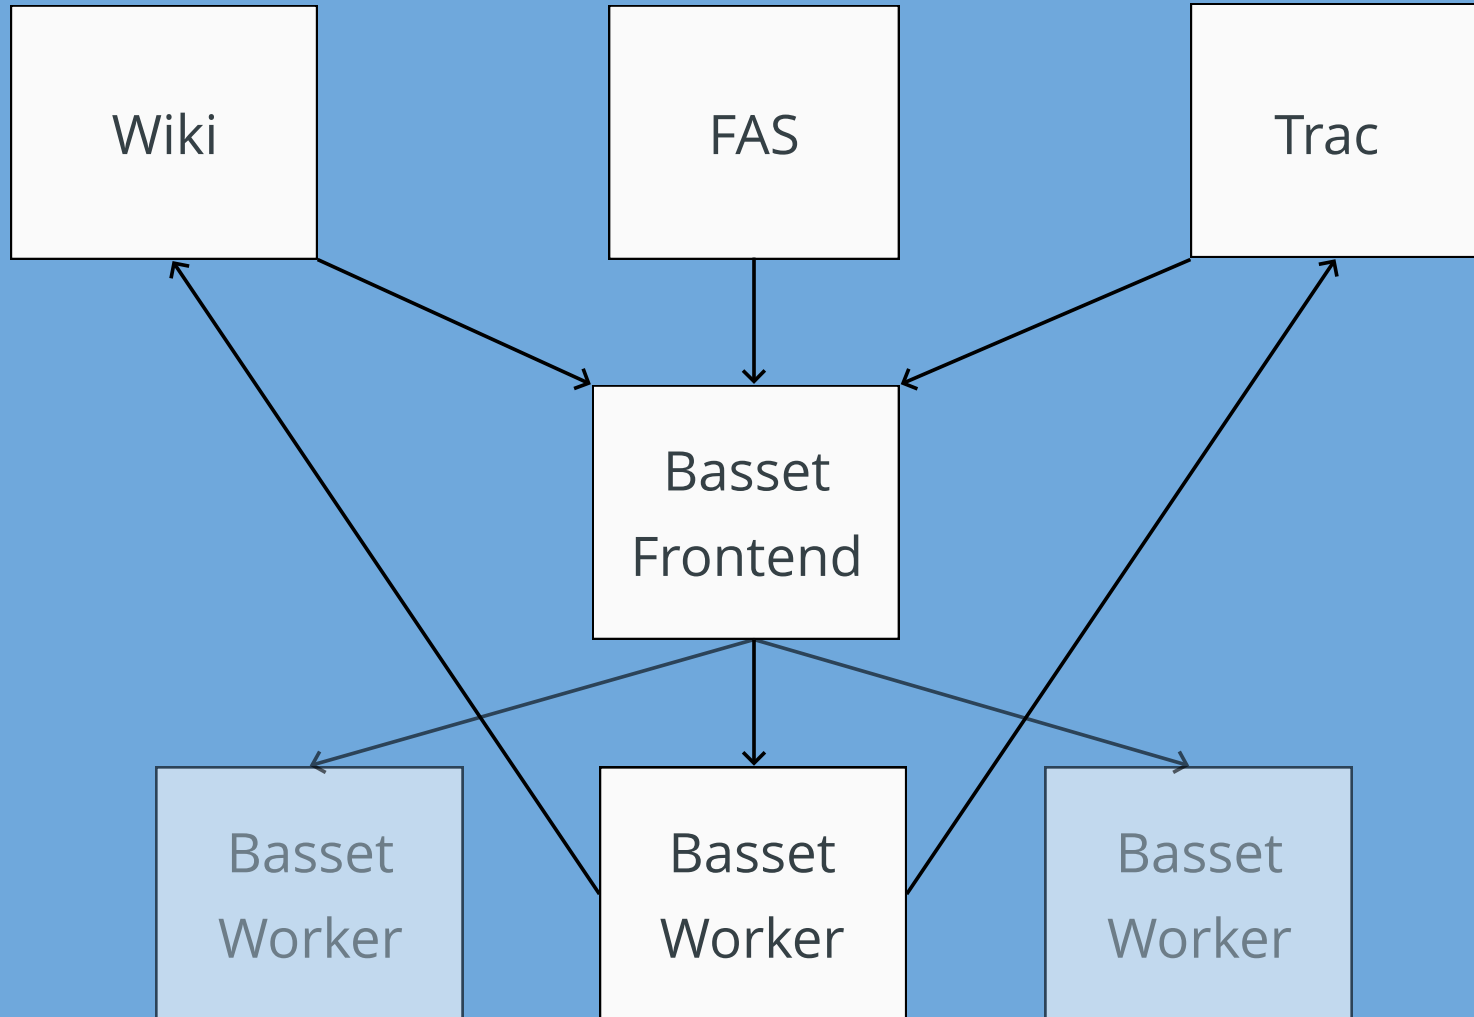 Wiki
FAS
Trac
Basset
Frontend
Basset
Worker
Basset
Worker
Basset
Worker